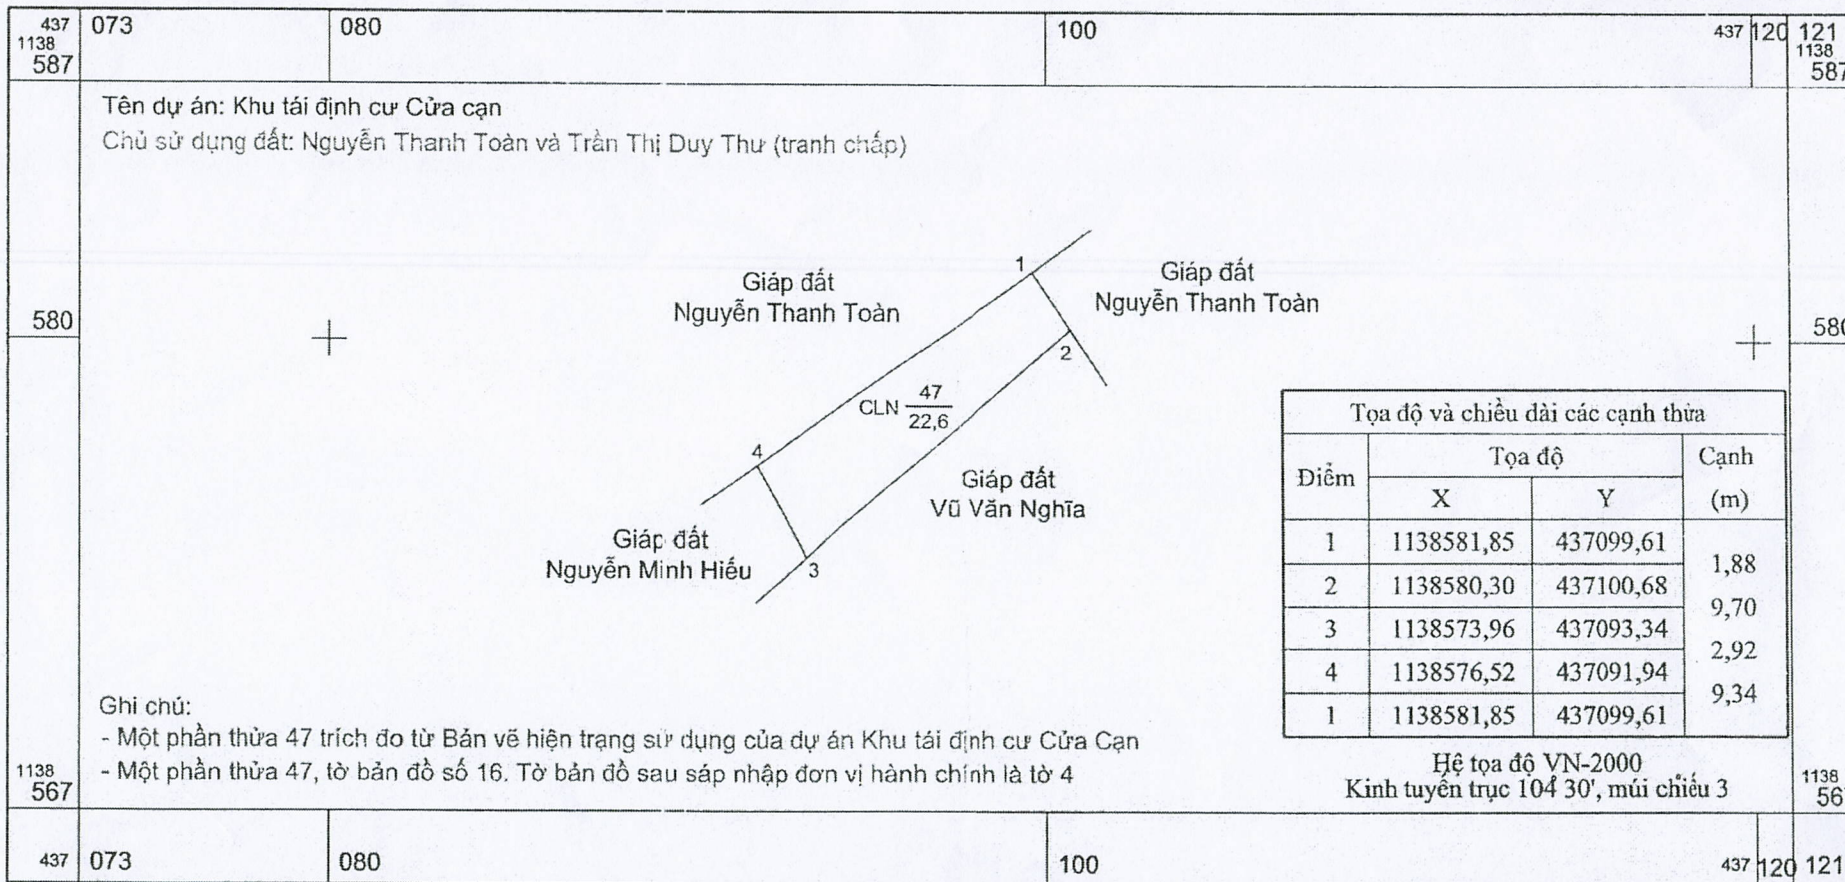 437 073 080 100 437 120 121
1138 1138
587 587
Tên dự án: Khu tái định cư Cửa cạn
Chủ sử dụng đất: Nguyễn Thanh Toàn và Trần Thị Duy Thư (tranh chấp)
1
Giáp đất
Nguyễn Thanh Toàn
Giáp đất
Nguyễn Thanh Toàn
580 580
2
CLN 47
22,6
4
Giáp đất
Vũ Văn Nghĩa
Giáp đất
Nguyễn Minh Hiếu
3
Tọa độ và chiều dài các cạnh thửa
Điểm Tọa độ Cạnh
X Y (m)
1 1138581,85 437099,61
1,88
2 1138580,30 437100,68
9,70
3 1138573,96 437093,34
2,92
4 1138576,52 437091,94
9,34
1 1138581,85 437099,61
Hệ tọa độ VN-2000
Kinh tuyến trục 104° 30', múi chiếu 3°
Ghi chú:
- Một phần thửa 47 trích đo từ Bản vẽ hiện trạng sử dụng của dự án Khu tái định cư Cửa Cạn
- Một phần thửa 47, tờ bản đồ số 16. Tờ bản đồ sau sáp nhập đơn vị hành chính là tờ 4
1138 1138
567 567
437 073 080 100 437 120 121